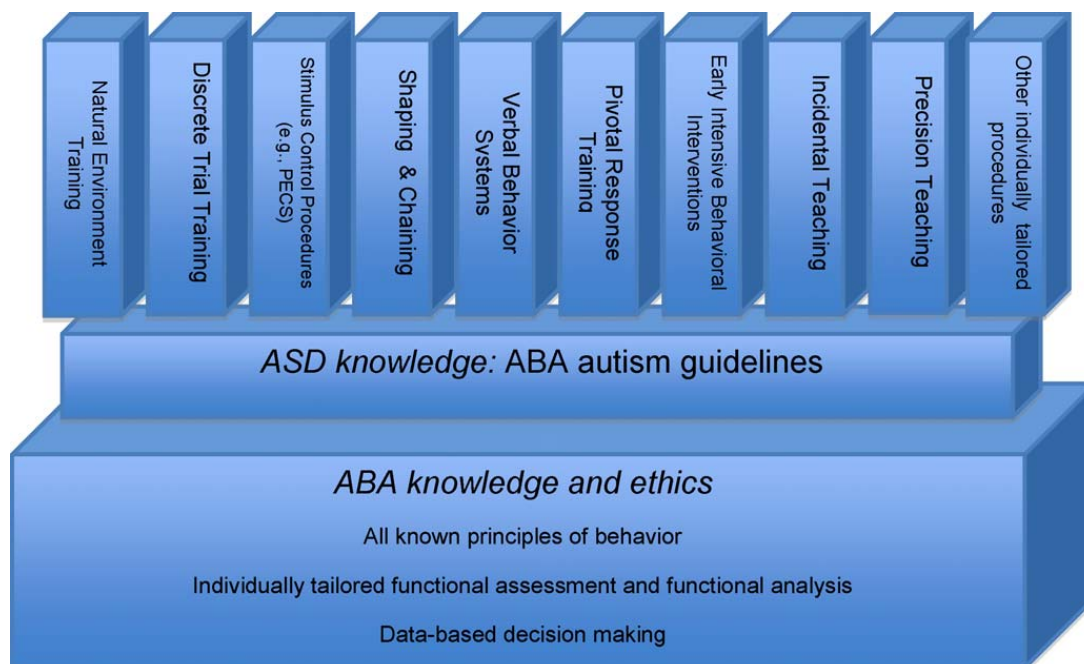 Natural Environment
Training
Discrete Trial Training
Stimulus Control Procedures
(e.g., PECS)
Shaping & Chaining
Verbal Behavior
Systems
Pivotal Response
Training
Early Intensive Behavioral
Interventions
Incidental Teaching
Precision Teaching
Other individually tailored
procedures
ASD knowledge: ABA autism guidelines
ABA knowledge and ethics
All known principles of behavior
Individually tailored functional assessment and functional analysis
Data-based decision making